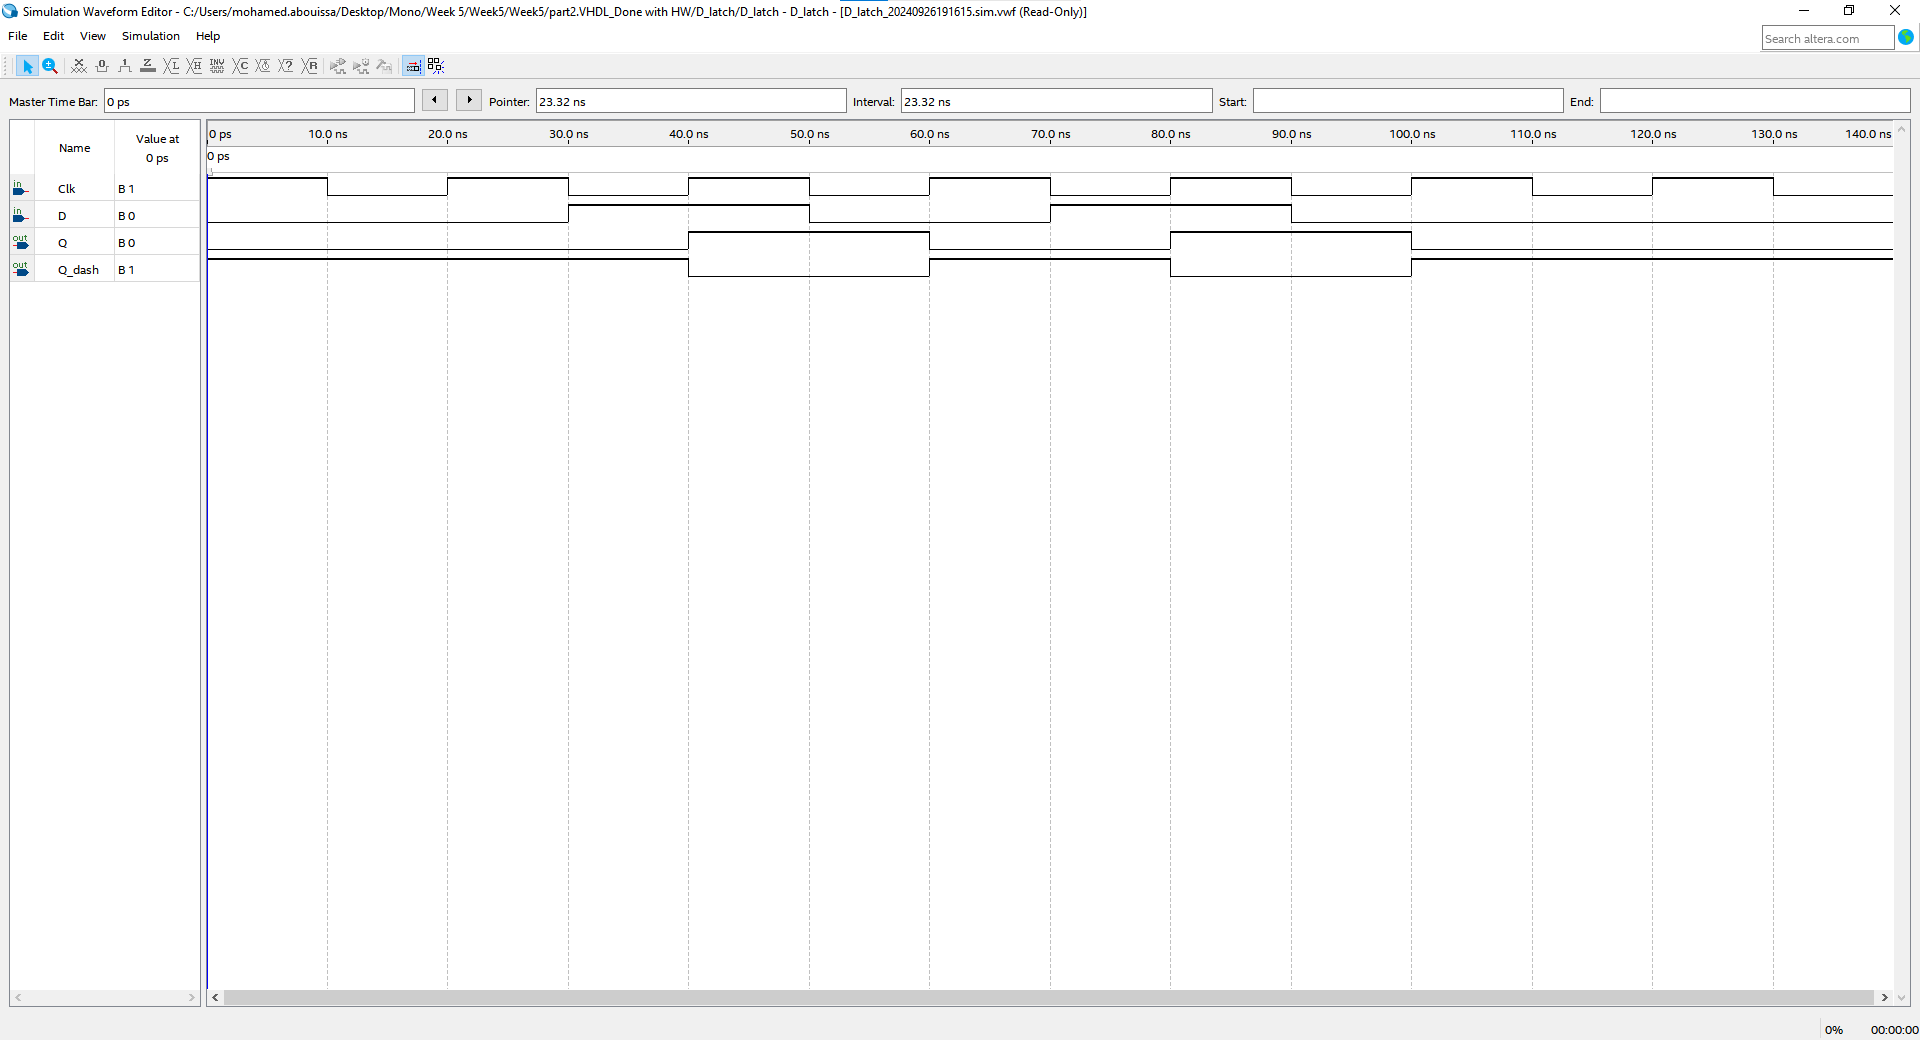 Simulation Waveform Editor - C:/Users/mohamed.abouissa/Desktop/Mono/Week 5/Week5/Week5/part2.VHDL_Done with HW/D_latch/D_latch - D_latch - [D_latch_20240926191615.sim.vwf (Read-Only)]
File Edit View Simulation Help
Search altera.com
Master Time Bar: 0 ps Pointer: 23.32 ns Interval: 23.32 ns Start: End:
Name Value at 0 ps
0 ps 10.0 ns 20.0 ns 30.0 ns 40.0 ns 50.0 ns 60.0 ns 70.0 ns 80.0 ns 90.0 ns 100.0 ns 110.0 ns 120.0 ns 130.0 ns 140.0 ns
0 ps
in Clk B 1
in D B 0
out Q B 0
out Q_dash B 1
0% 00:00:00